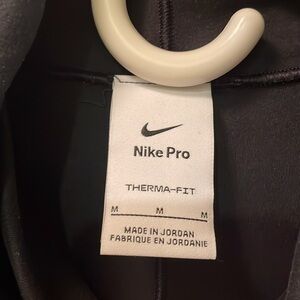 Nike Pro
THERMA-FIT
M M M
MADE IN JORDAN
FABRIQUE EN JORDANIE